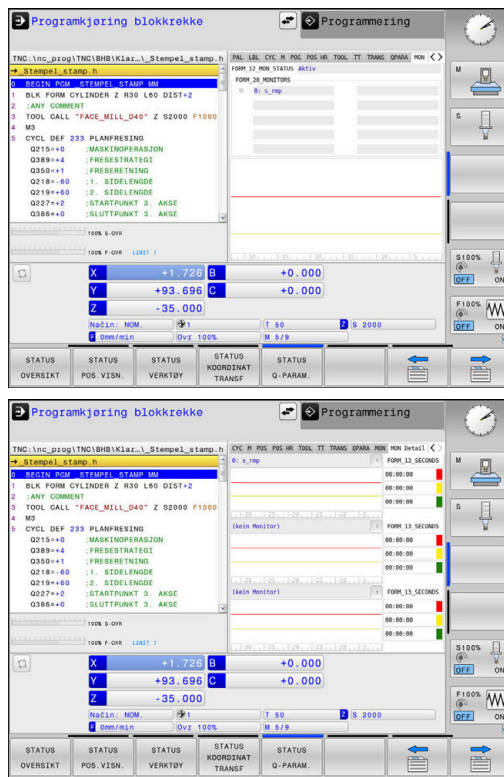 Programkjøring blokkrekke
Programmering
TNC:\nc_prog\TNC\BHB\Klar…\_Stempel_stamp.h
PAL LBL CYC M POS POS HR TOOL TT TRANS QPARA MON
→_Stempel_stamp.h
FORM_12_MON_STATUS Aktiv
FORM_20_MONITORS
0: s_rmp
0 BEGIN PGM _STEMPEL_STAMP MM
1 BLK FORM CYLINDER Z R30 L60 DIST+2
2 ;ANY COMMENT
3 TOOL CALL "FACE_MILL_D40" Z S2000 F1000
4 M3
5 CYCL DEF 233 PLANFRESING
Q215=+0 ;MASKINOPERASJON
Q389=+4 ;FRESESTRATEGI
Q350=+1 ;FRESERETNING
Q218=-60 ;1. SIDELENGDE
Q219=+60 ;2. SIDELENGDE
Q227=+2 ;STARTPUNKT 3. AKSE
Q386=+0 ;SLUTTPUNKT 3. AKSE
100% S-OVR
100% F-OVR LIMIT 1
X +1.726 B +0.000
Y +93.696 C +0.000
Z -35.000
Način: NOM. 1 T 50 Z S 2000
F 0mm/min Ovr 100% M 5/9
M
S
S100%
OFF ON
F100%
OFF ON
STATUS OVERSIKT
STATUS POS.VISN.
STATUS VERKTØY
STATUS KOORDINAT TRANSF
STATUS Q-PARAM.
Programkjøring blokkrekke
Programmering
TNC:\nc_prog\TNC\BHB\Klar…\_Stempel_stamp.h
CYC M POS POS HR TOOL TT TRANS QPARA MON MON Detail
→_Stempel_stamp.h
0: s_rmp
FORM_13_SECONDS
00:00:00
00:00:00
00:00:00
(kein Monitor)
FORM_13_SECONDS
00:00:00
00:00:00
00:00:00
(kein Monitor)
FORM_13_SECONDS
00:00:00
00:00:00
00:00:00
0 BEGIN PGM _STEMPEL_STAMP MM
1 BLK FORM CYLINDER Z R30 L60 DIST+2
2 ;ANY COMMENT
3 TOOL CALL "FACE_MILL_D40" Z S2000 F1000
4 M3
5 CYCL DEF 233 PLANFRESING
Q215=+0 ;MASKINOPERASJON
Q389=+4 ;FRESESTRATEGI
Q350=+1 ;FRESERETNING
Q218=-60 ;1. SIDELENGDE
Q219=+60 ;2. SIDELENGDE
Q227=+2 ;STARTPUNKT 3. AKSE
Q386=+0 ;SLUTTPUNKT 3. AKSE
100% S-OVR
100% F-OVR LIMIT 1
X +1.726 B +0.000
Y +93.696 C +0.000
Z -35.000
Način: NOM. 1 T 50 Z S 2000
F 0mm/min Ovr 100% M 5/9
M
S
S100%
OFF ON
F100%
OFF ON
STATUS OVERSIKT
STATUS POS.VISN.
STATUS VERKTØY
STATUS KOORDINAT TRANSF
STATUS Q-PARAM.